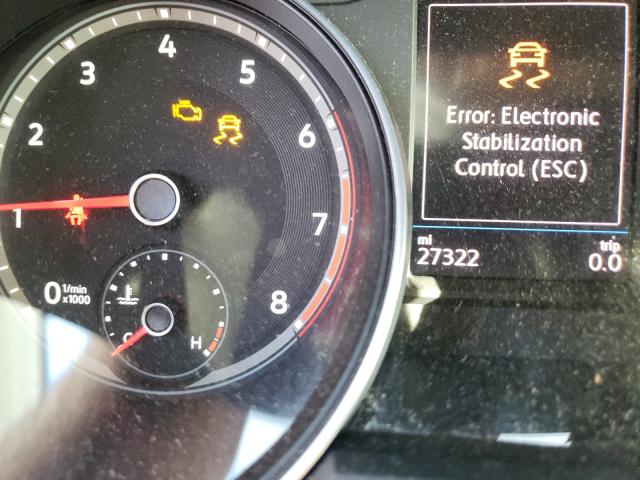 4
3
5
2
6
1
7
0 1/min
x1000
8
C H
Error: Electronic
Stabilization
Control (ESC)
mi trip
27322 0.0